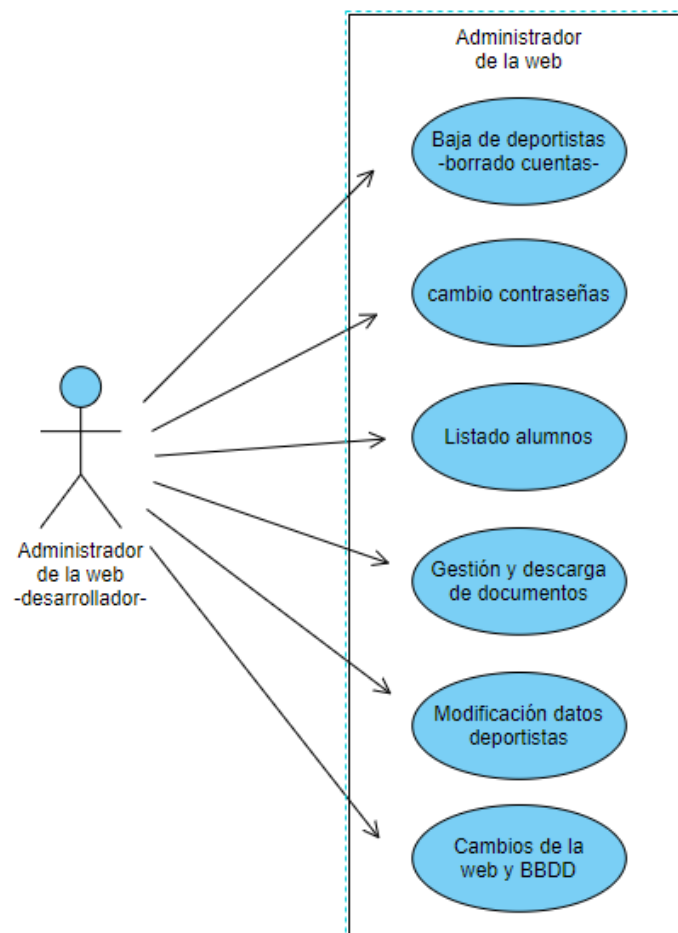 Administrador
de la web
Baja de deportistas
-borrado cuentas-
cambio contraseñas
Listado alumnos
Administrador
de la web
-desarrollador-
Gestión y descarga
de documentos
Modificación datos
deportistas
Cambios de la
web y BBDD